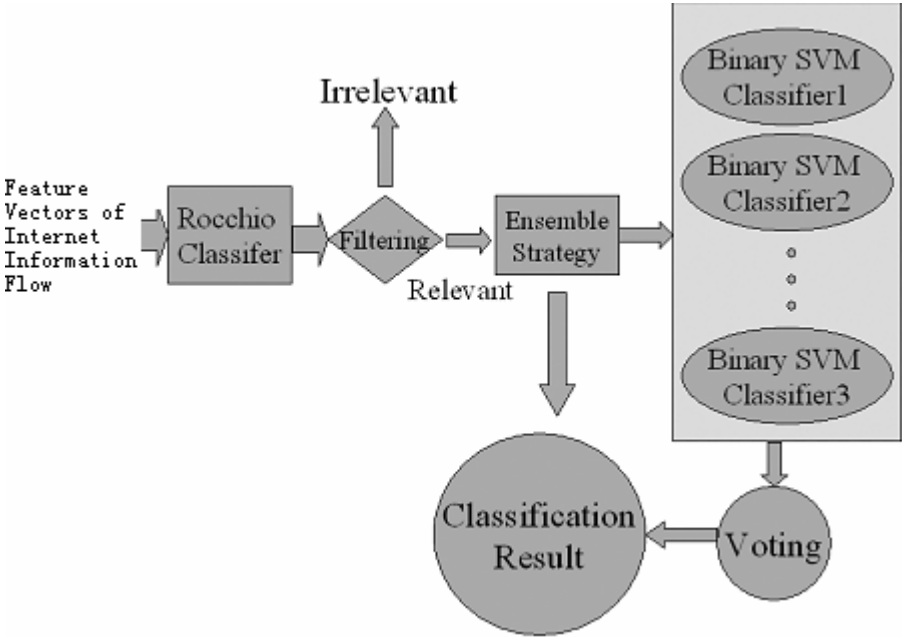 Feature
Vectors of
Internet
Information
Flow
Rocchio
Classifer
Irrelevant
Filtering
Relevant
Ensemble
Strategy
Binary SVM
Classifier1
Binary SVM
Classifier2
Binary SVM
Classifier3
Voting
Classification
Result